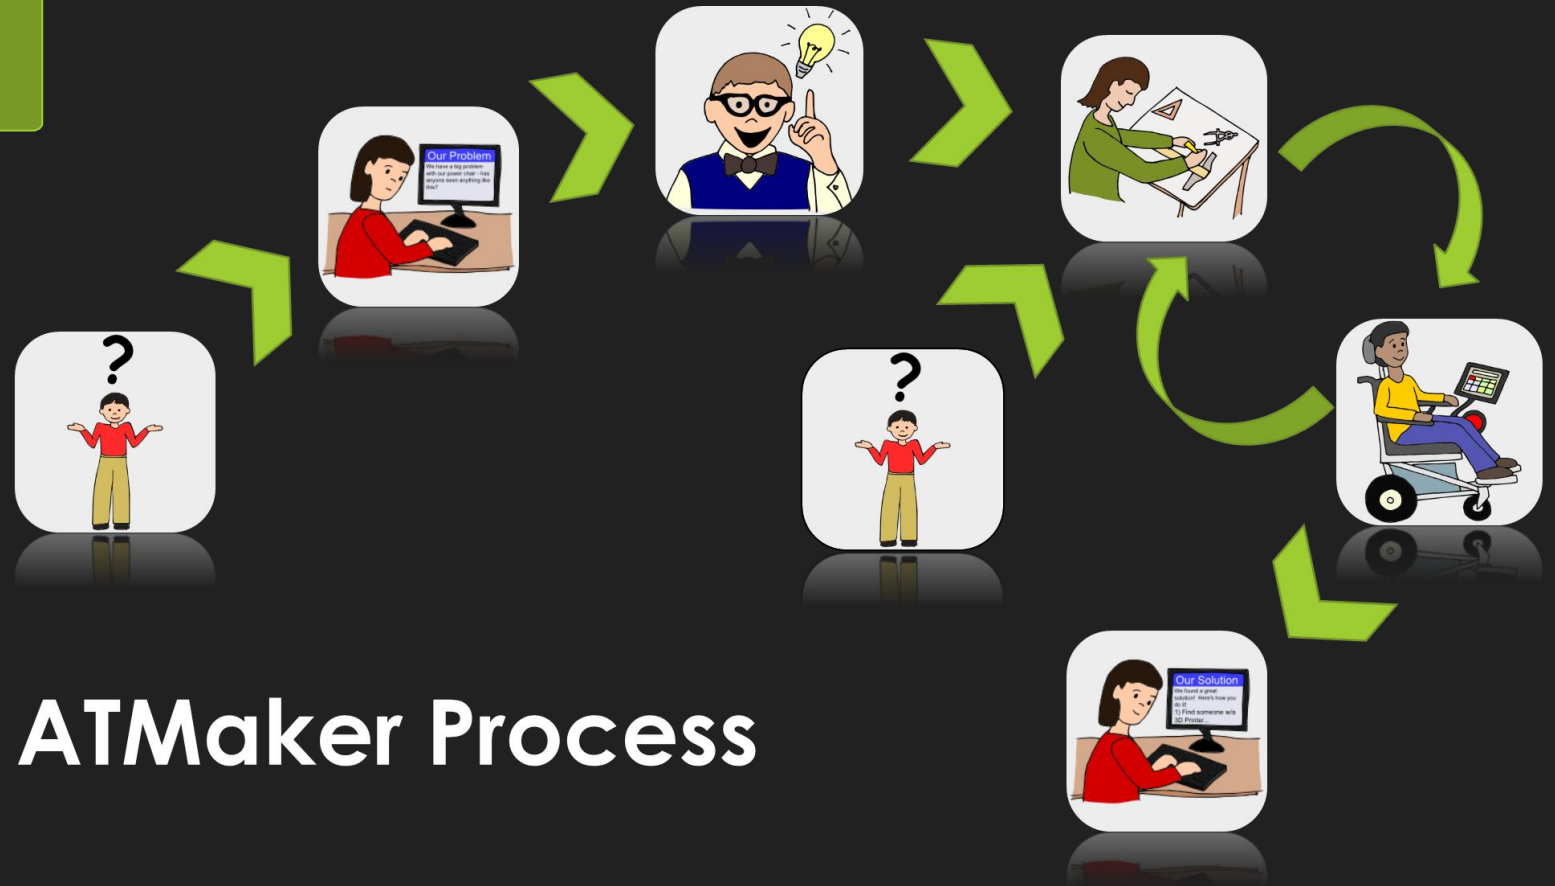 ?
Our Problem
We have a big problem
with our power chair - has
anyone seen anything like
this?
?
Our Solution
We found a great
solution! Here's how you
do it!
1) Find someone w/a
3D Printer...
ATMaker Process